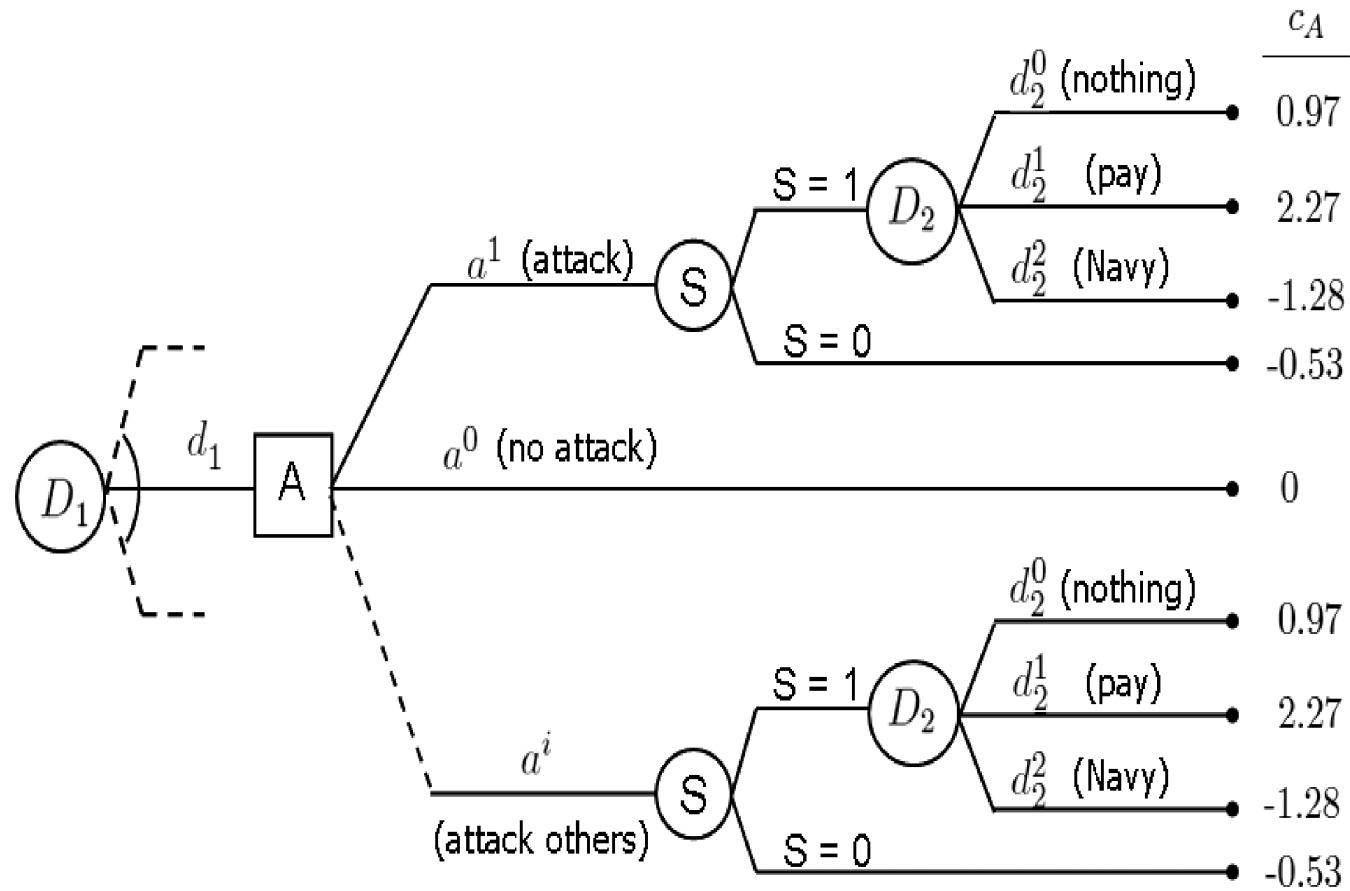 c_A
d_2^0 (nothing) 0.97
d_2^1 (pay) 2.27
S = 1 D_2
d_2^2 (Navy) -1.28
a^1 (attack) S
S = 0 -0.53
d_1 a^0 (no attack)
D_1 A 0
d_2^0 (nothing) 0.97
d_2^1 (pay) 2.27
S = 1 D_2
d_2^2 (Navy) -1.28
a^i S
(attack others) S = 0 -0.53